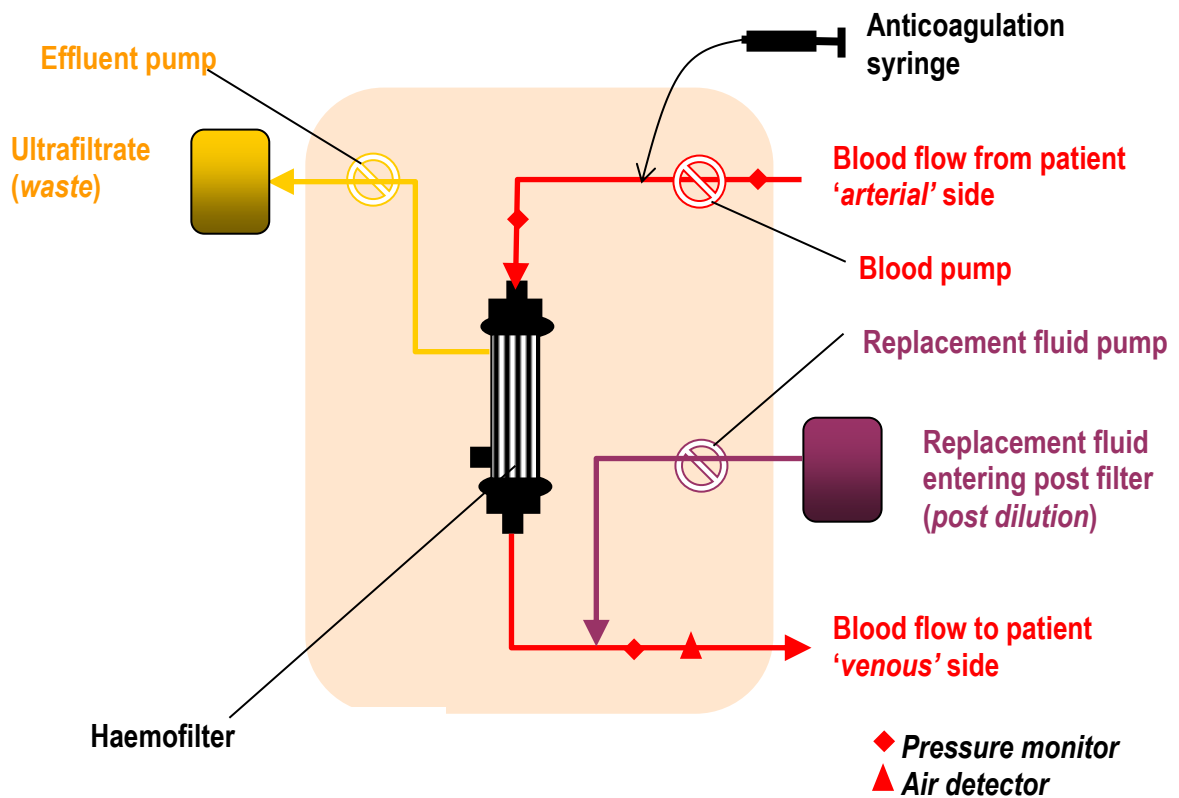 Anticoagulation
syringe
Effluent pump
Ultrafiltrate
(waste)
Blood flow from patient
‘arterial’ side
Blood pump
Replacement fluid pump
Replacement fluid
entering post filter
(post dilution)
Blood flow to patient
‘venous’ side
Haemofilter
Pressure monitor
Air detector